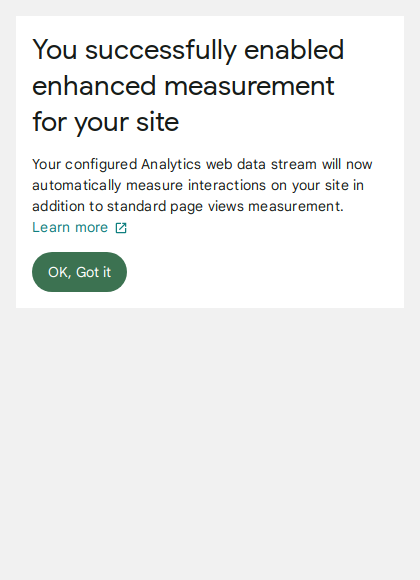 You successfully enabled
enhanced measurement
for your site
Your configured Analytics web data stream will now
automatically measure interactions on your site in
addition to standard page views measurement.
Learn more
OK, Got it